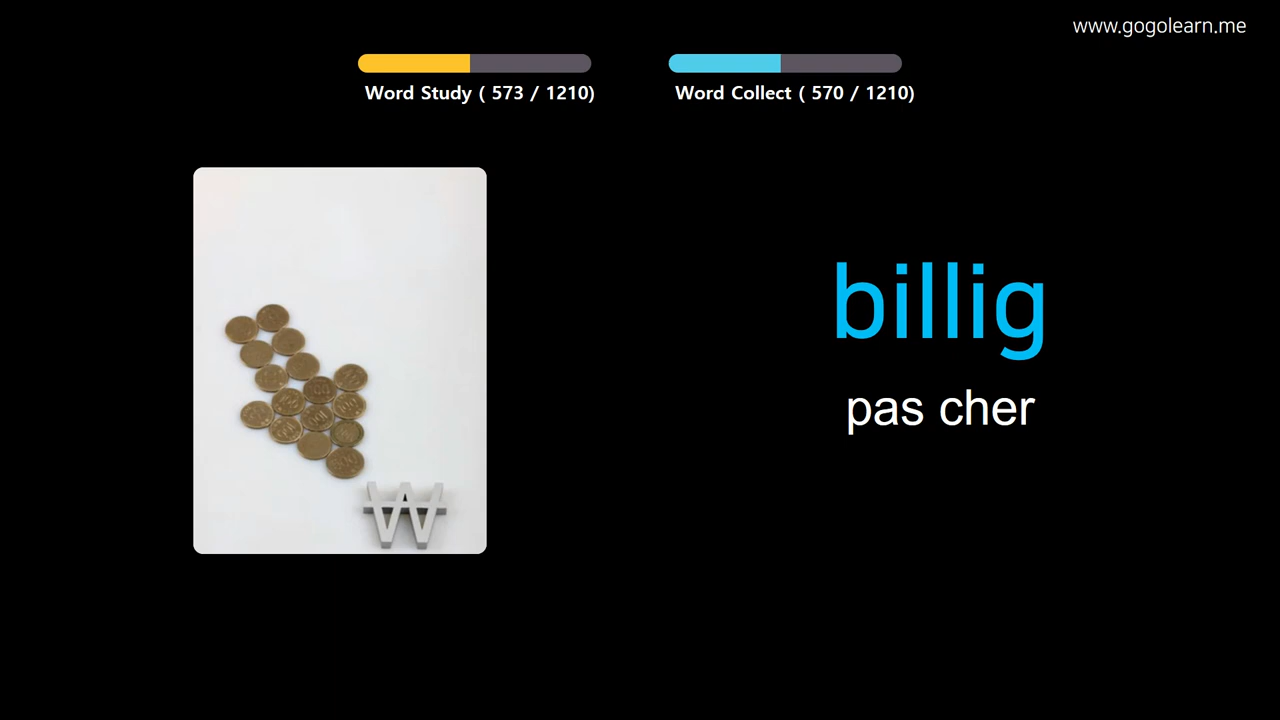 www.gogolearn.me
Word Study ( 573 / 1210)
Word Collect ( 570 / 1210)
billig
pas cher
₩